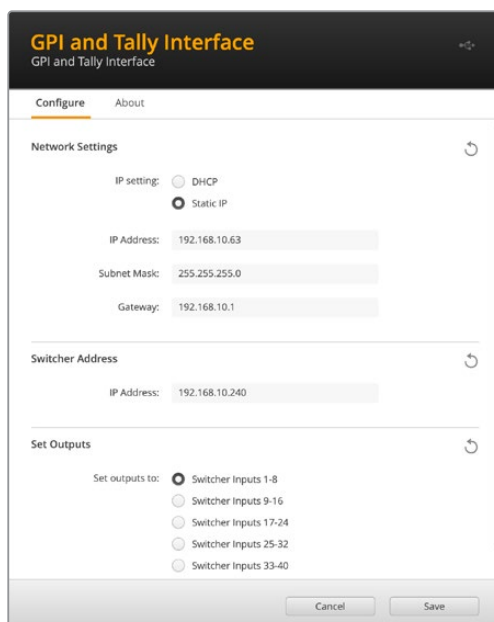 GPI and Tally Interface
GPI and Tally Interface
Configure About
Network Settings
IP setting: DHCP
Static IP
IP Address: 192.168.10.63
Subnet Mask: 255.255.255.0
Gateway: 192.168.10.1
Switcher Address
IP Address: 192.168.10.240
Set Outputs
Set outputs to: Switcher Inputs 1-8
Switcher Inputs 9-16
Switcher Inputs 17-24
Switcher Inputs 25-32
Switcher Inputs 33-40
Cancel Save